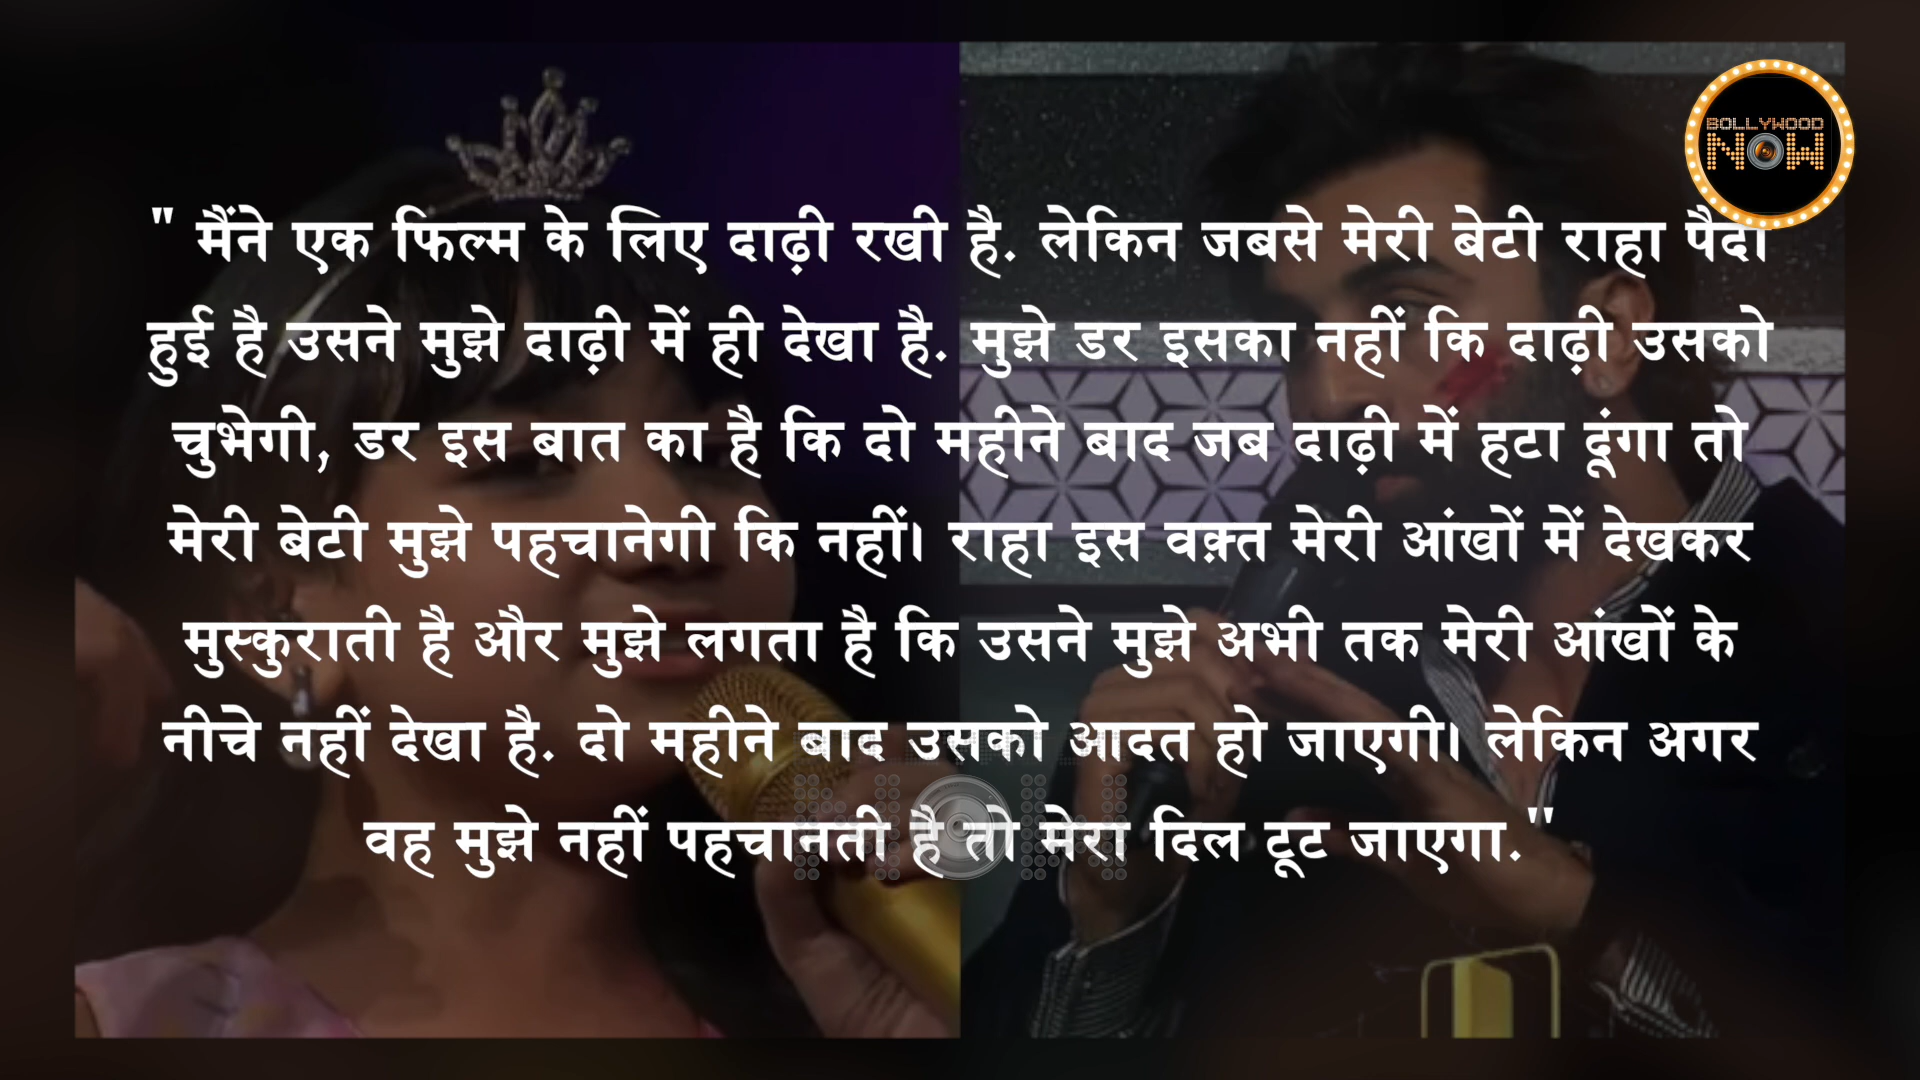 BOLLYWOOD
NOW
" मैंने एक फिल्म के लिए दाढ़ी रखी है. लेकिन जबसे मेरी बेटी राहा पैदा
हुई है उसने मुझे दाढ़ी में ही देखा है. मुझे डर इसका नहीं कि दाढ़ी उसको
चुभेगी, डर इस बात का है कि दो महीने बाद जब दाढ़ी में हटा दूंगा तो
मेरी बेटी मुझे पहचानेगी कि नहीं। राहा इस वक़्त मेरी आंखों में देखकर
मुस्कुराती है और मुझे लगता है कि उसने मुझे अभी तक मेरी आंखों के
नीचे नहीं देखा है. दो महीने बाद उसको आदत हो जाएगी। लेकिन अगर
वह मुझे नहीं पहचानती है तो मेरा दिल टूट जाएगा."
NOW